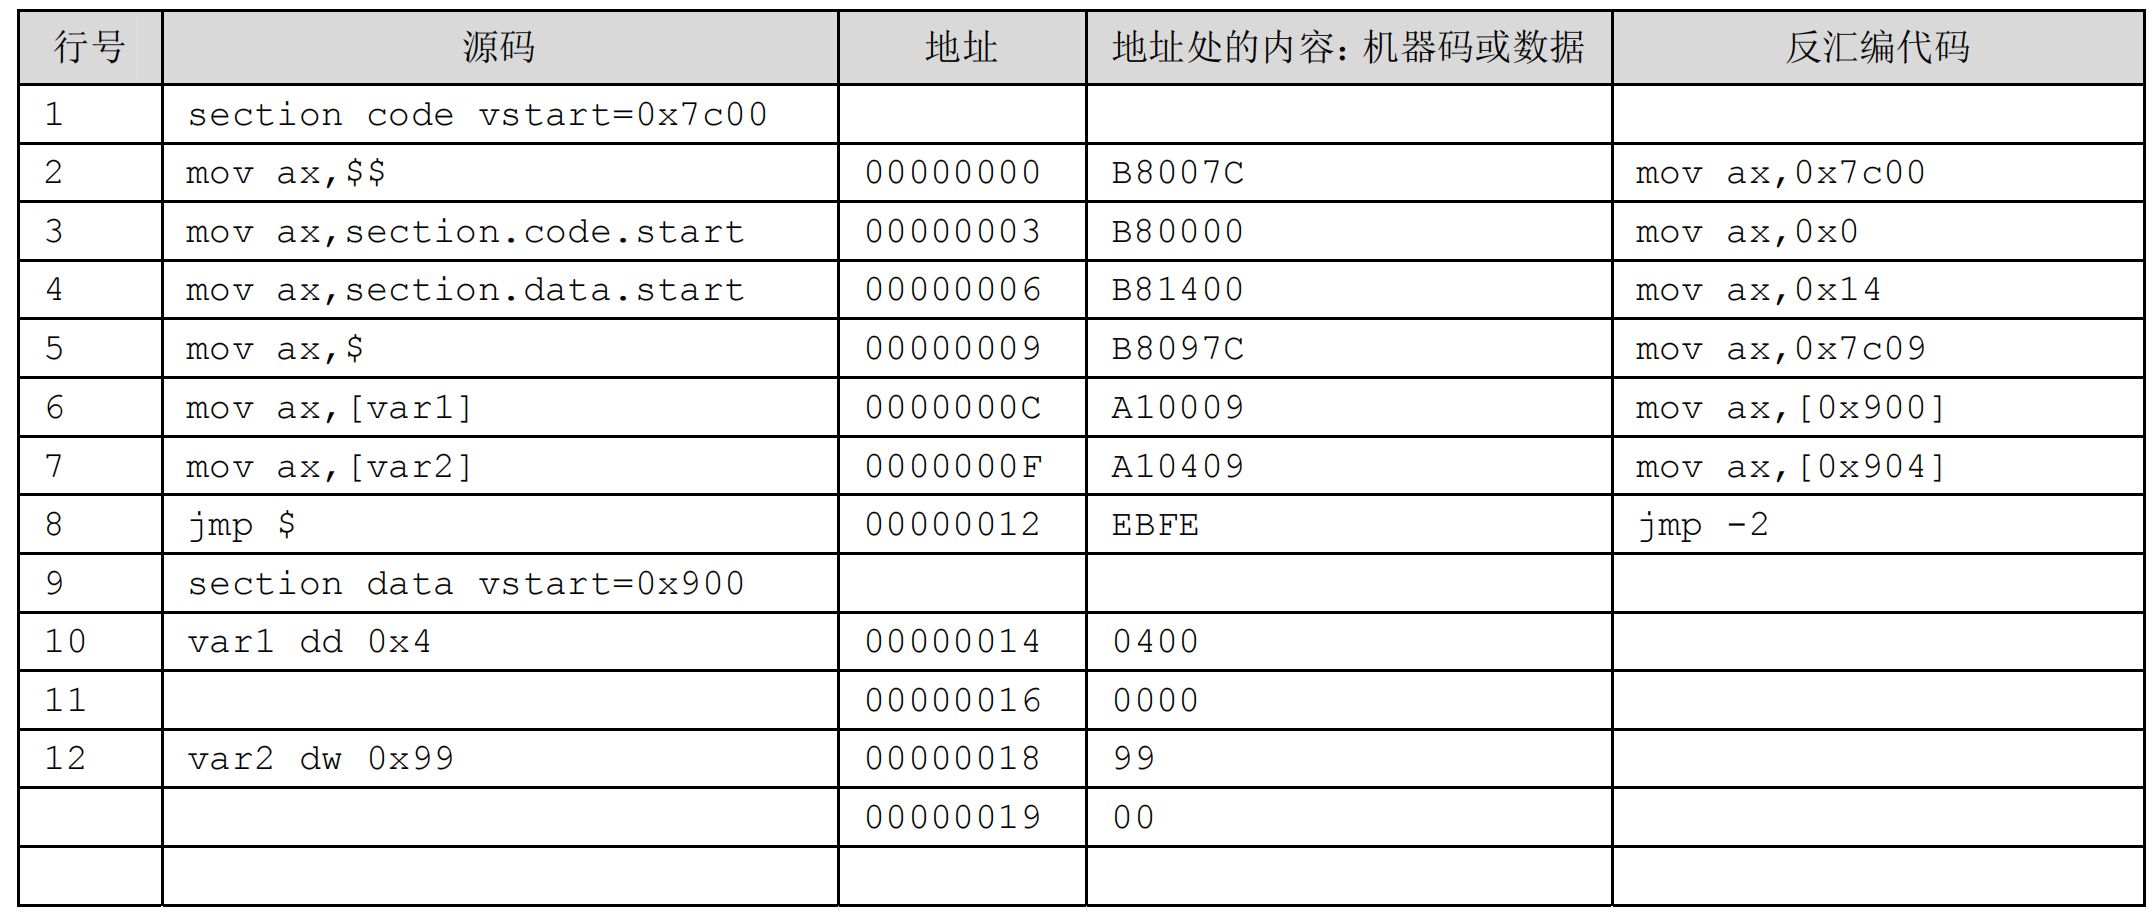 行号 源码 地址 地址处的内容：机器码或数据 反汇编代码
1 section code vstart=0x7c00
2 mov ax,$$ 00000000 B8007C mov ax,0x7c00
3 mov ax,section.code.start 00000003 B80000 mov ax,0x0
4 mov ax,section.data.start 00000006 B81400 mov ax,0x14
5 mov ax,$ 00000009 B8097C mov ax,0x7c09
6 mov ax,[var1] 0000000C A10009 mov ax,[0x900]
7 mov ax,[var2] 0000000F A10409 mov ax,[0x904]
8 jmp $ 00000012 EBFE jmp -2
9 section data vstart=0x900
10 var1 dd 0x4 00000014 0400
11 00000016 0000
12 var2 dw 0x99 00000018 99
00000019 00